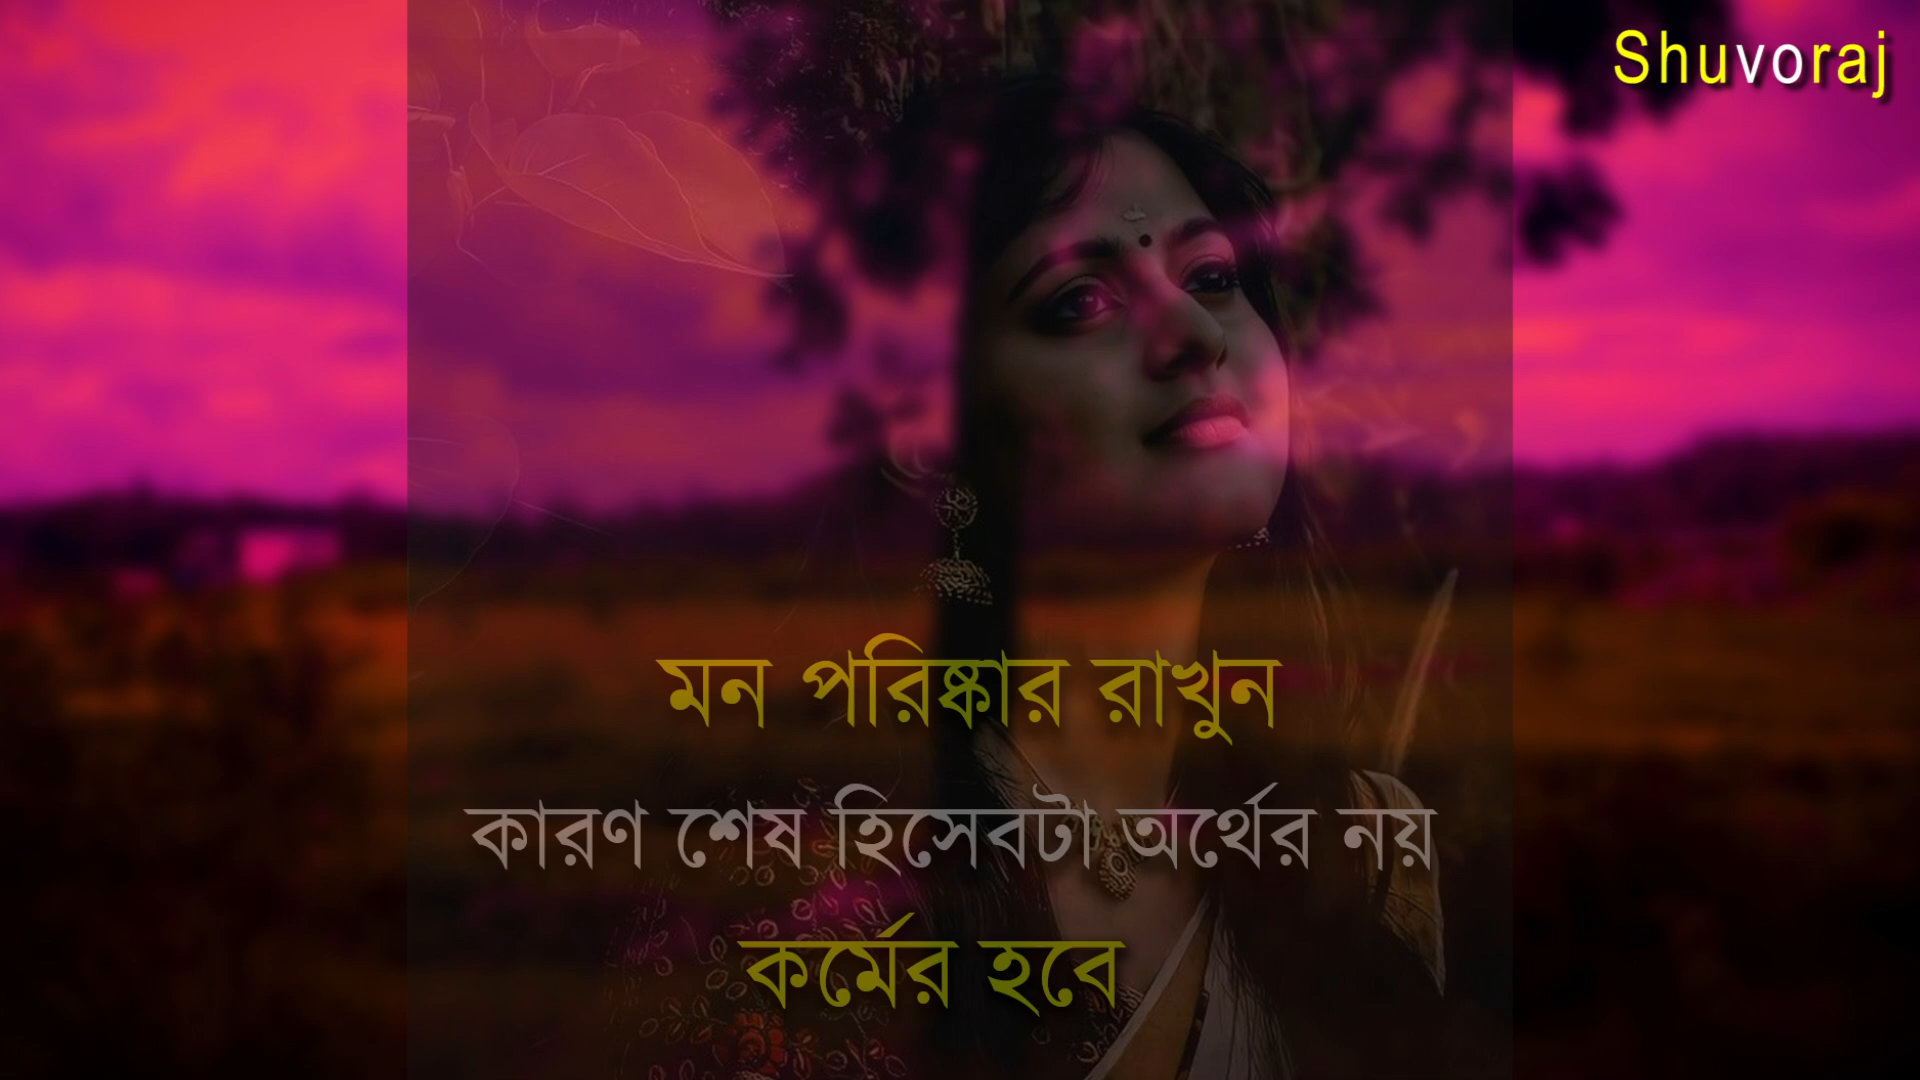 Shuvoraj
মন পরিষ্কার রাখুন
কারণ শেষ হিসেবটা অর্থের নয়
কর্মের হবে